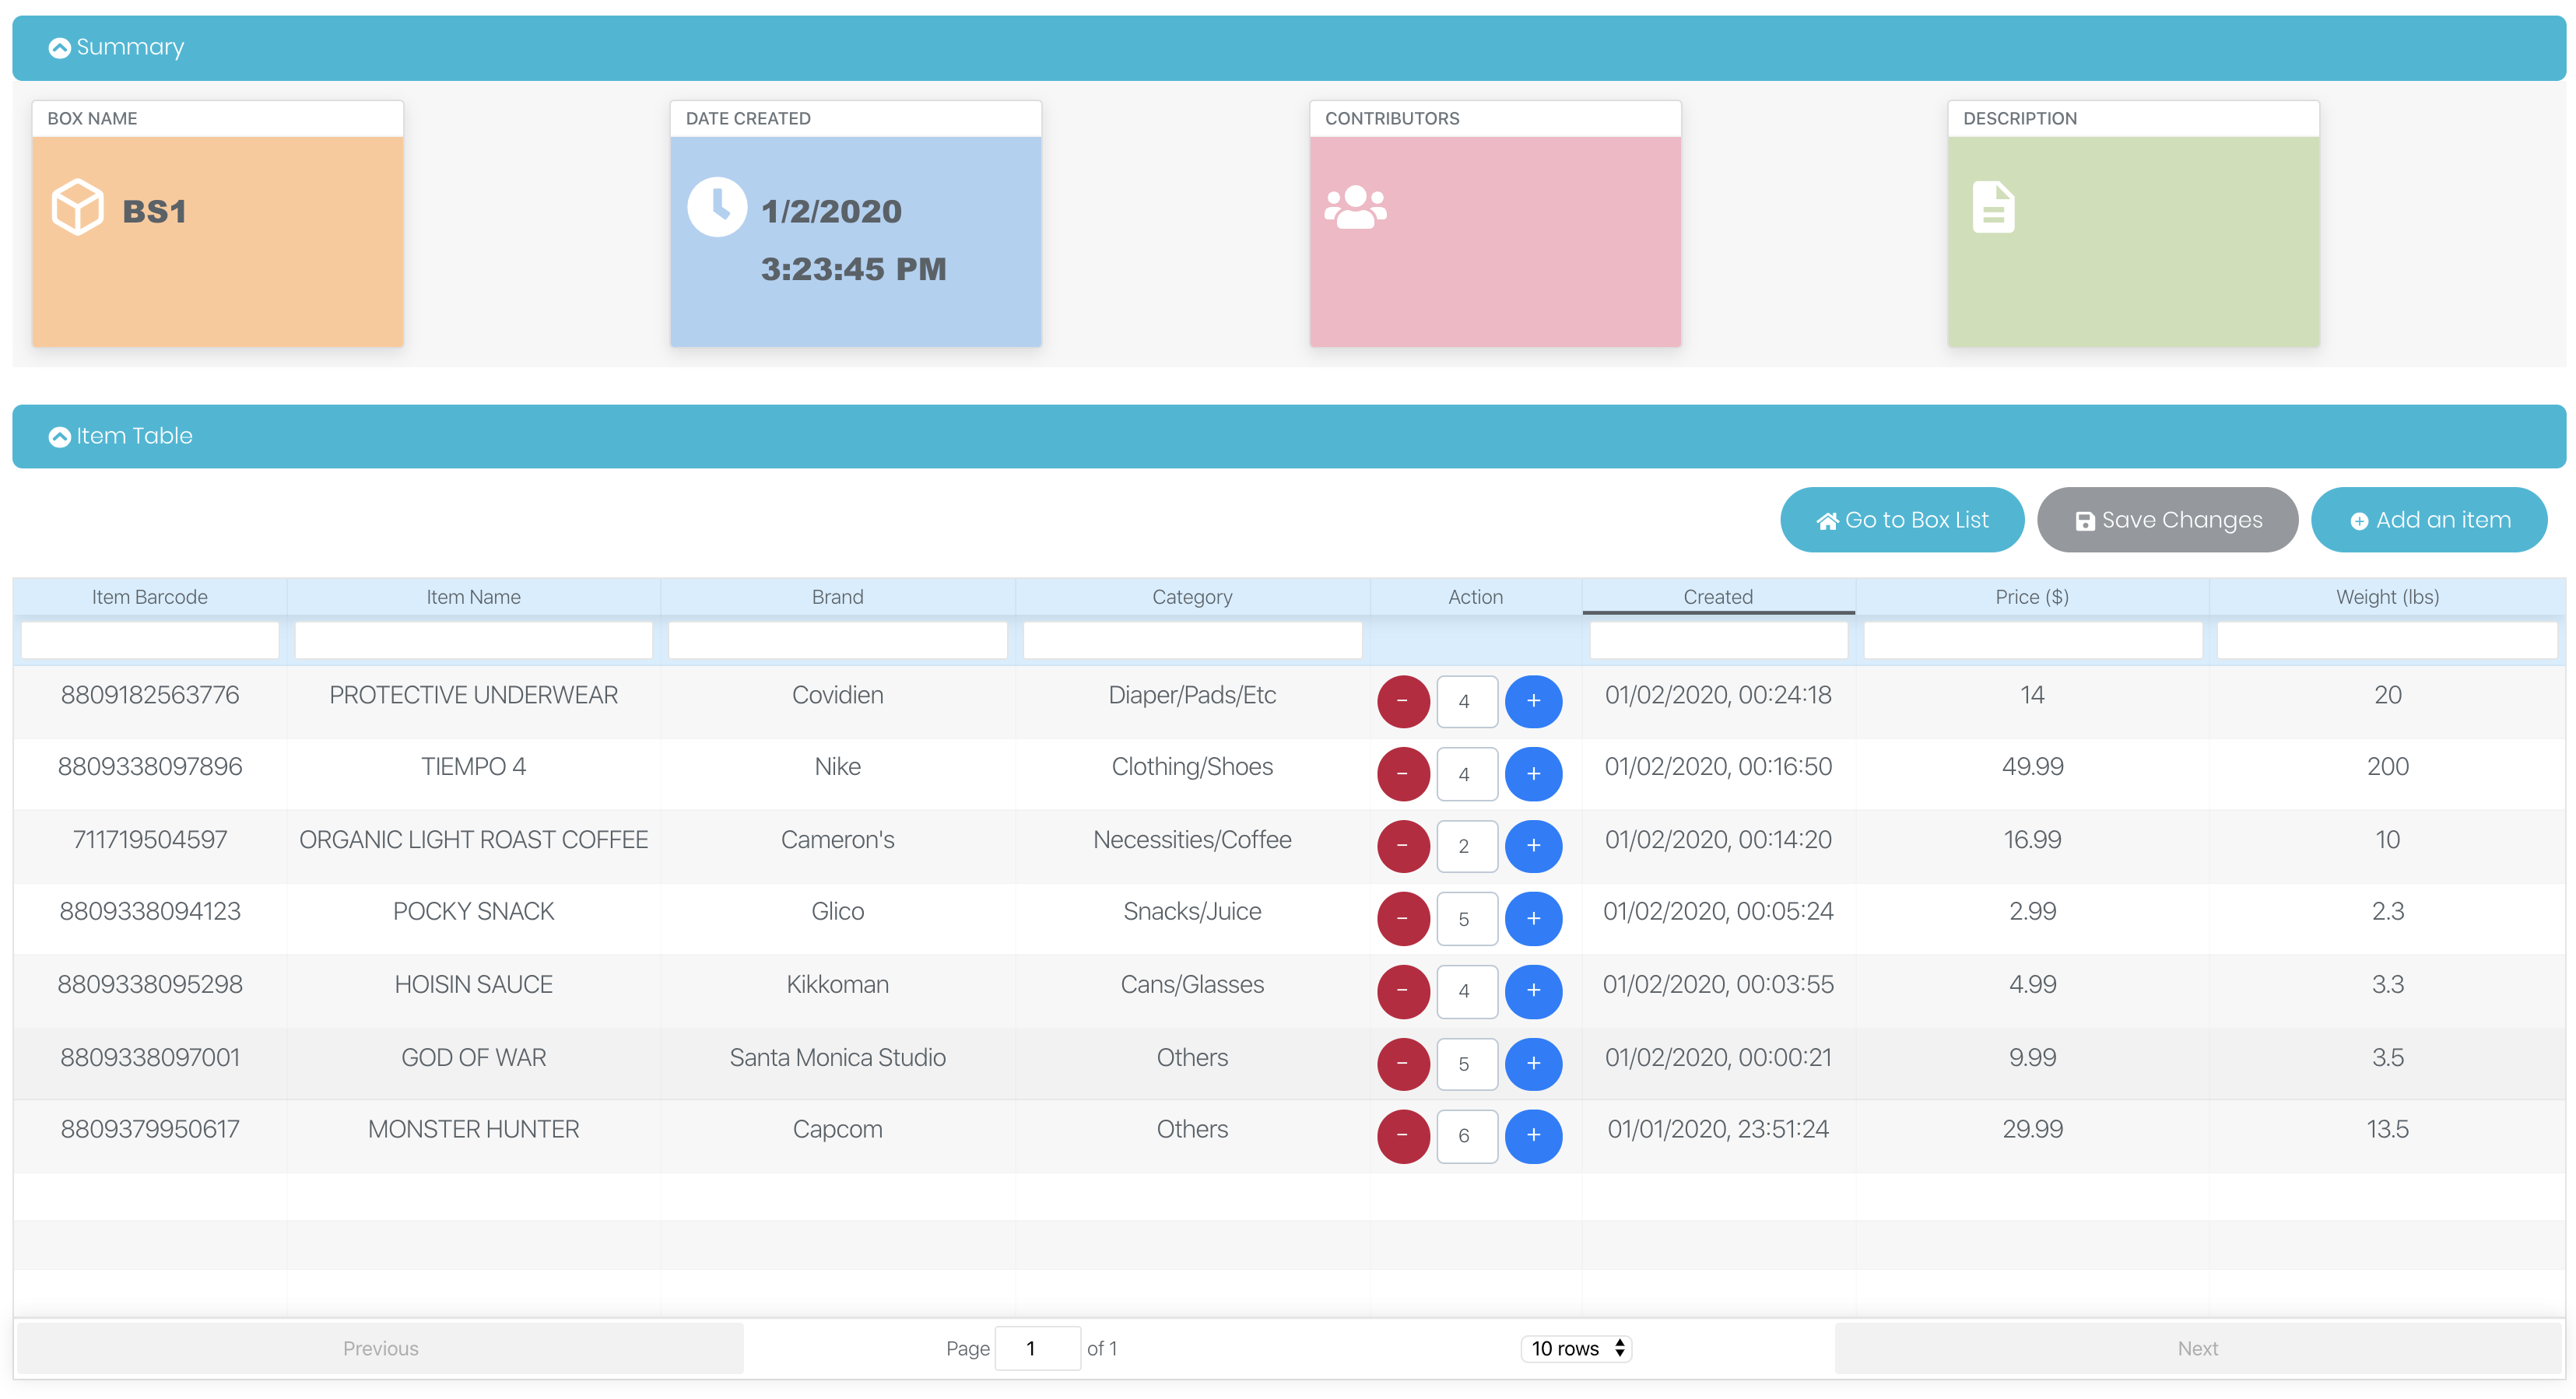 Summary
BOX NAME
DATE CREATED
CONTRIBUTORS
DESCRIPTION
BS1
1/2/2020
3:23:45 PM
Item Table
Go to Box List
Save Changes
Add an item
Item Barcode Item Name Brand Category Action Created Price ($) Weight (lbs)
8809182563776 PROTECTIVE UNDERWEAR Covidien Diaper/Pads/Etc - 4 + 01/02/2020, 00:24:18 14 20
8809338097896 TIEMPO 4 Nike Clothing/Shoes - 4 + 01/02/2020, 00:16:50 49.99 200
711719504597 ORGANIC LIGHT ROAST COFFEE Cameron's Necessities/Coffee - 2 + 01/02/2020, 00:14:20 16.99 10
8809338094123 POCKY SNACK Glico Snacks/Juice - 5 + 01/02/2020, 00:05:24 2.99 2.3
8809338095298 HOISIN SAUCE Kikkoman Cans/Glasses - 4 + 01/02/2020, 00:03:55 4.99 3.3
8809338097001 GOD OF WAR Santa Monica Studio Others - 5 + 01/02/2020, 00:00:21 9.99 3.5
8809379950617 MONSTER HUNTER Capcom Others - 6 + 01/01/2020, 23:51:24 29.99 13.5
Previous Page 1 of 1 10 rows Next